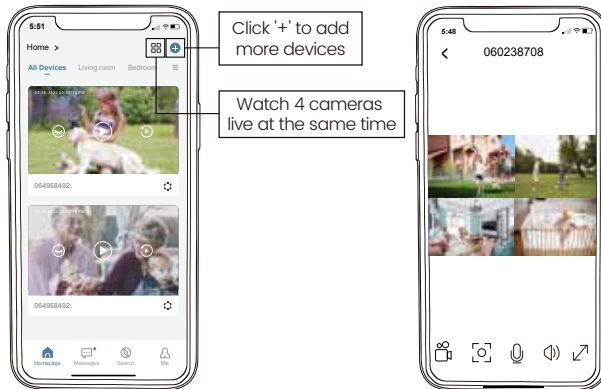 5:51
Home >
All Devices Living room Bedroom
064958492
064958492
Homepage Messages Search Me
Click '+' to add
more devices
Watch 4 cameras
live at the same time
5:48
060238708